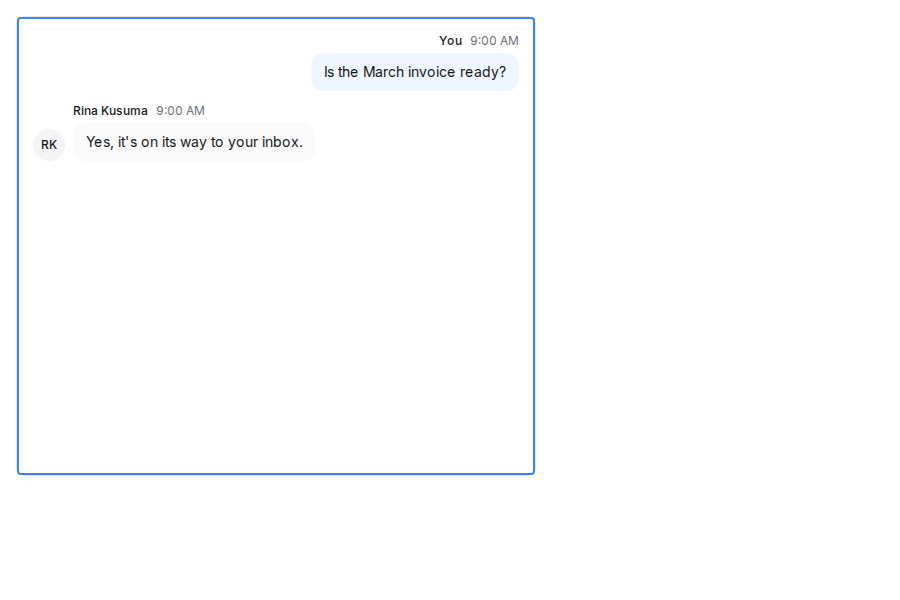 You 9:00 AM
Is the March invoice ready?
Rina Kusuma 9:00 AM
RK
Yes, it's on its way to your inbox.